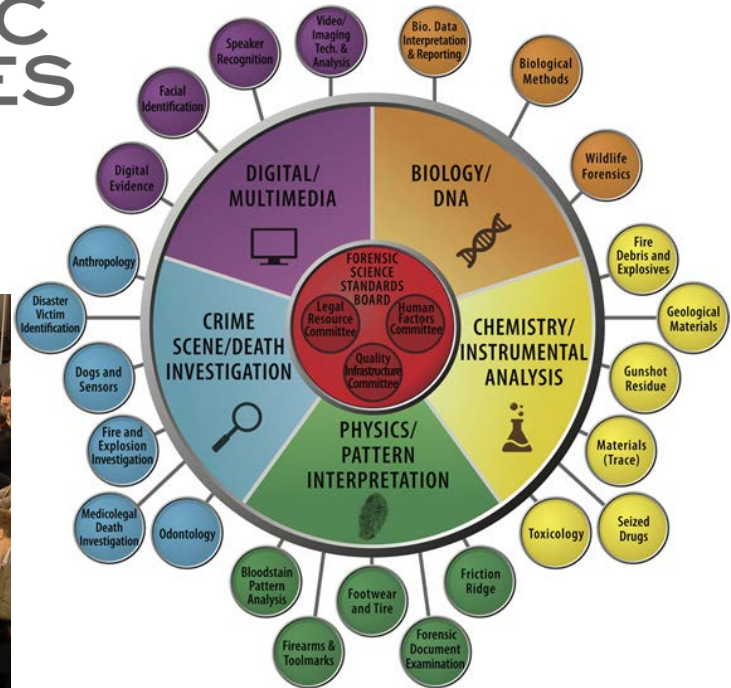 C
ES
Video/
Imaging
Tech. &
Analysis
Bio. Data
Interpretation
& Reporting
Speaker
Recognition
Biological
Methods
Facial
Identification
Wildlife
Forensics
Digital
Evidence
DIGITAL/
MULTIMEDIA
BIOLOGY/
DNA
Anthropology
Fire
Debris and
Explosives
FORENSIC
SCIENCE
STANDARDS
BOARD
Legal
Resource
Committee
Human
Factors
Committee
Quality
Infrastructure
Committee
Disaster
Victim
Identification
Geological
Materials
CRIME
SCENE/DEATH
INVESTIGATION
CHEMISTRY/
INSTRUMENTAL
ANALYSIS
Dogs and
Sensors
Gunshot
Residue
Fire and
Explosion
Investigation
PHYSICS/
PATTERN
INTERPRETATION
Materials
(Trace)
Medicolegal
Death
Investigation
Odontology
Toxicology
Seized
Drugs
Bloodstain
Pattern
Analysis
Footwear
and Tire
Friction
Ridge
Firearms &
Toolmarks
Forensic
Document
Examination